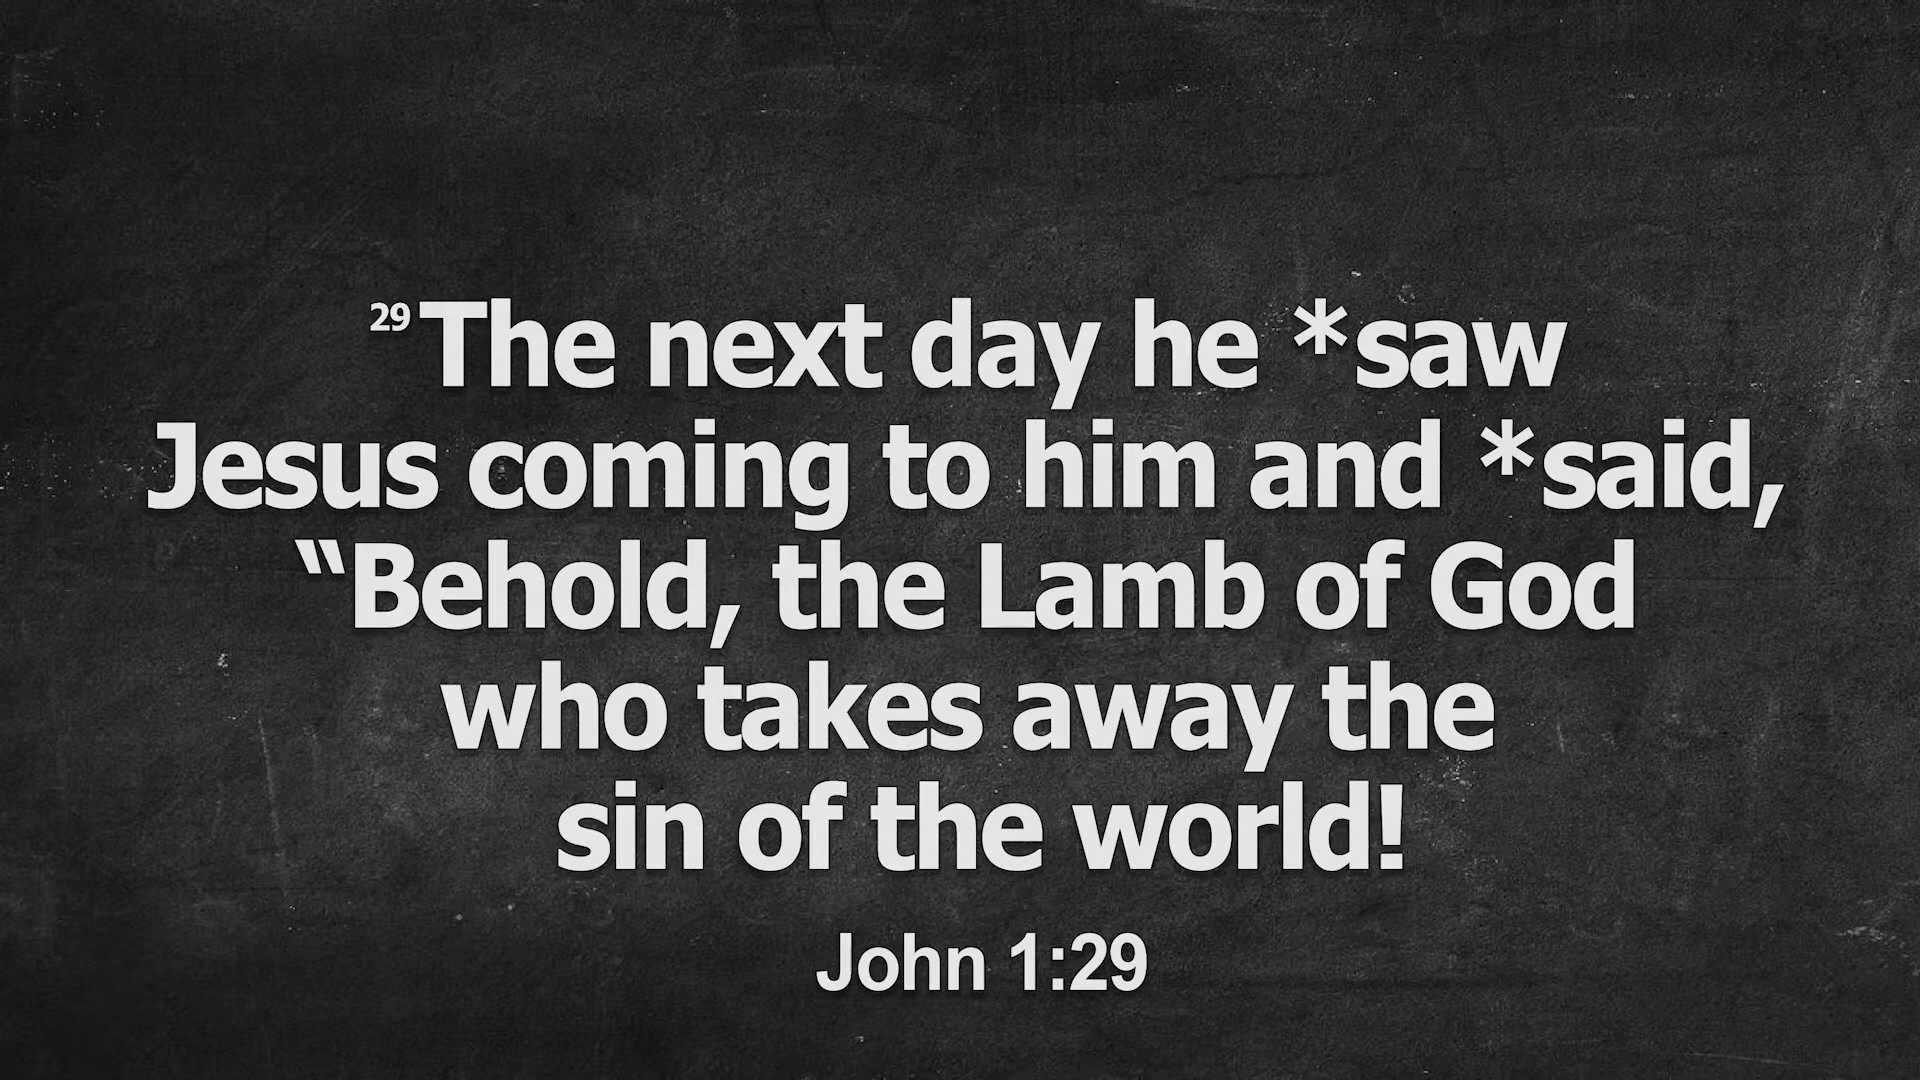 29 The next day he *saw
Jesus coming to him and *said,
“Behold, the Lamb of God
who takes away the
sin of the world!
John 1:29